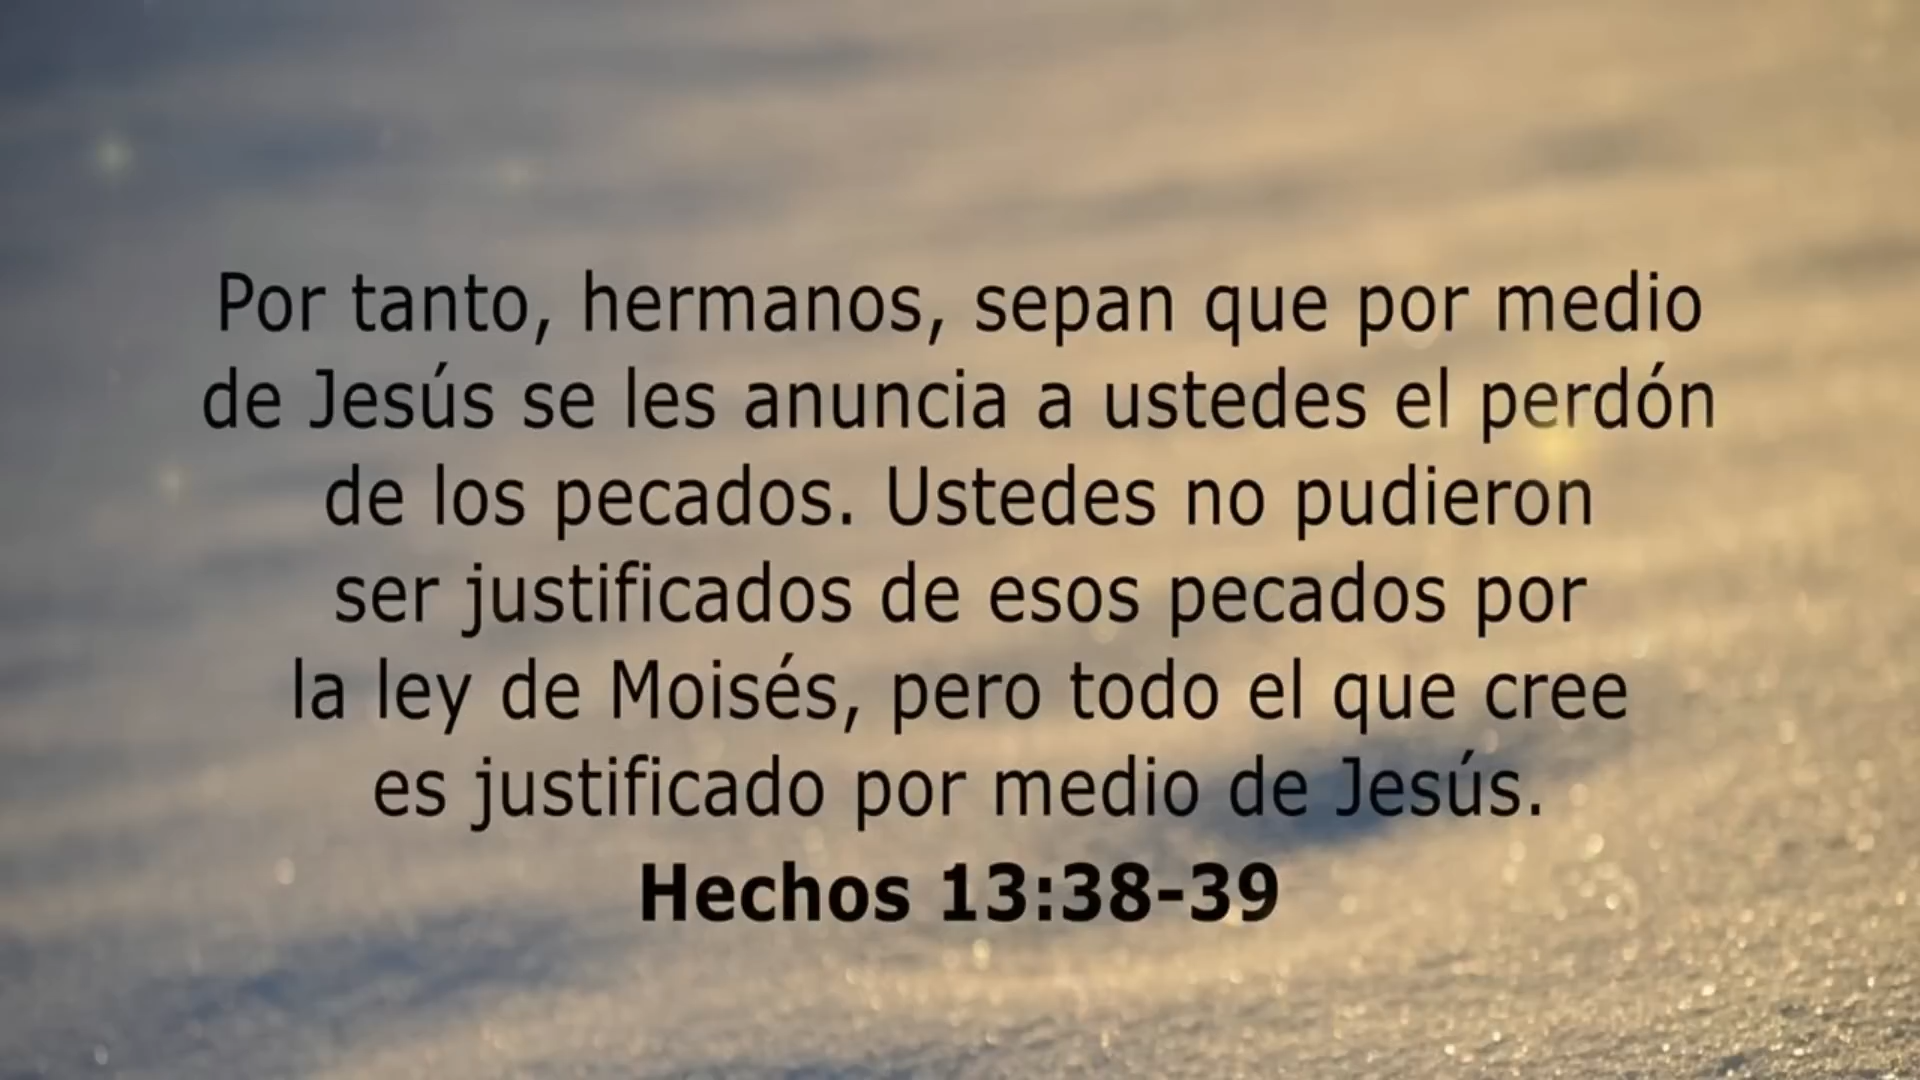 Por tanto, hermanos, sepan que por medio
de Jesús se les anuncia a ustedes el perdón
de los pecados. Ustedes no pudieron
ser justificados de esos pecados por
la ley de Moisés, pero todo el que cree
es justificado por medio de Jesús.
Hechos 13:38-39